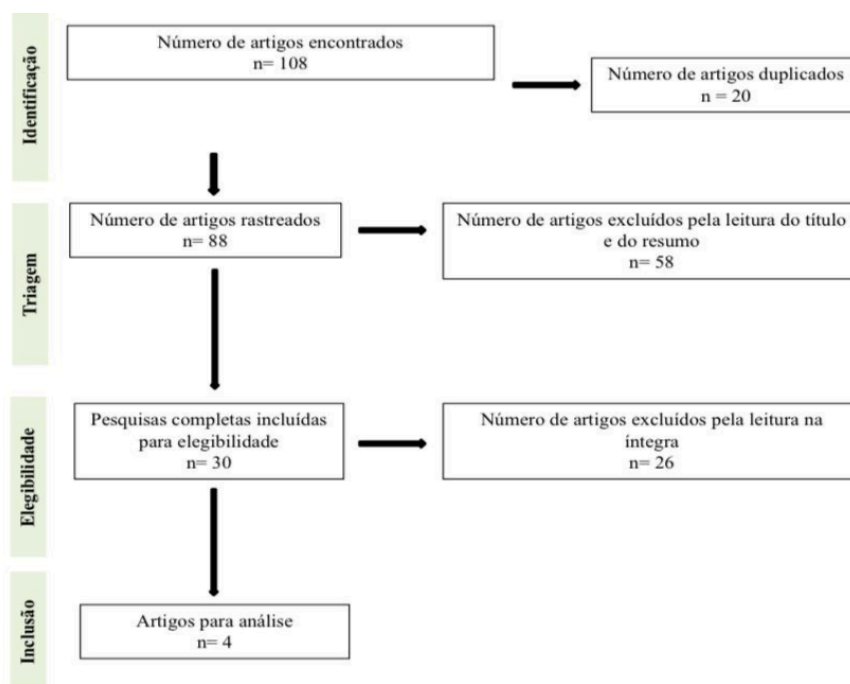 Identificação
Número de artigos encontrados
n= 108
Número de artigos duplicados
n = 20
Triagem
Número de artigos rastreados
n= 88
Número de artigos excluídos pela leitura do título
e do resumo
n= 58
Elegibilidade
Pesquisas completas incluídas
para elegibilidade
n= 30
Número de artigos excluídos pela leitura na
íntegra
n= 26
Inclusão
Artigos para análise
n= 4